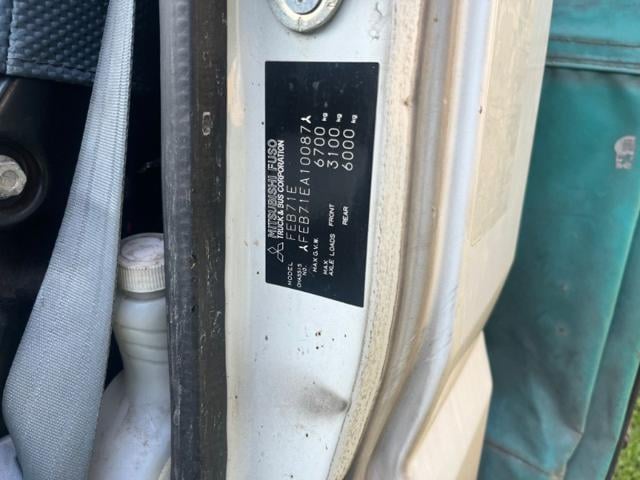 MITSUBISHI FUSO
TRUCK & BUS CORPORATION
MODEL FEB71E
CHASSIS NO. FEB71EA10087
MAX G.V.W. 6700 kg
MAX AXLE LOADS FRONT 3100 kg
REAR 6000 kg